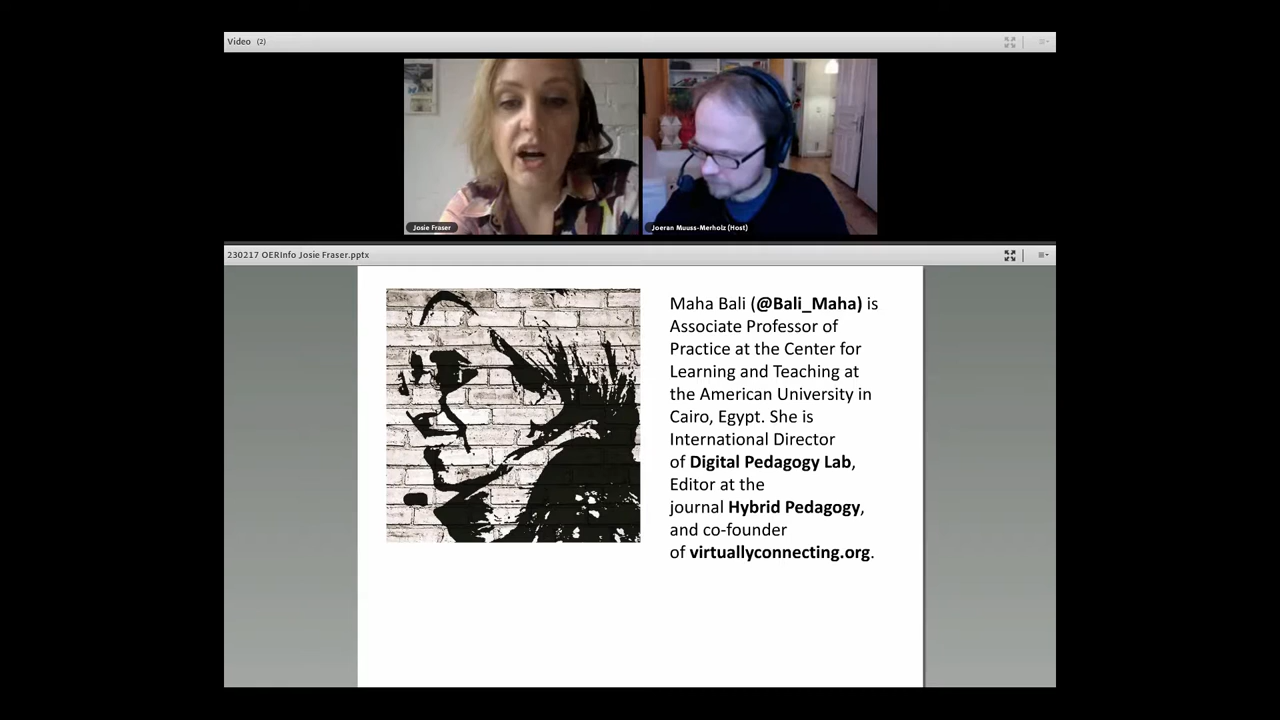 Video (2)
Josie Fraser
Joeran Muuss-Merholz (Host)
230217 OERInfo Josie Fraser.pptx
Maha Bali (@Bali_Maha) is
Associate Professor of
Practice at the Center for
Learning and Teaching at
the American University in
Cairo, Egypt. She is
International Director
of Digital Pedagogy Lab,
Editor at the
journal Hybrid Pedagogy,
and co-founder
of virtuallyconnecting.org.